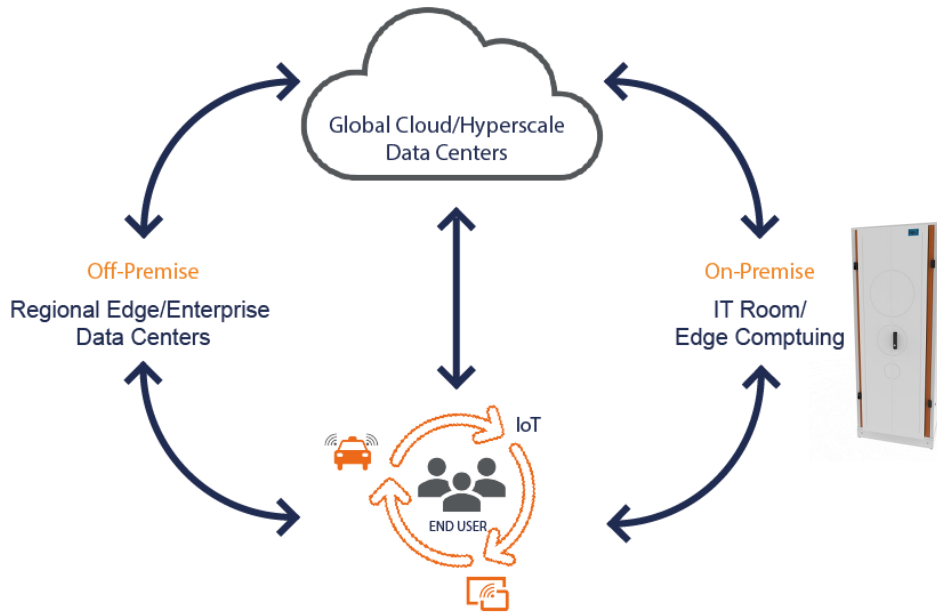 Global Cloud/Hyperscale
Data Centers
Off-Premise
Regional Edge/Enterprise
Data Centers
On-Premise
IT Room/
Edge Comptuing
IoT
END USER